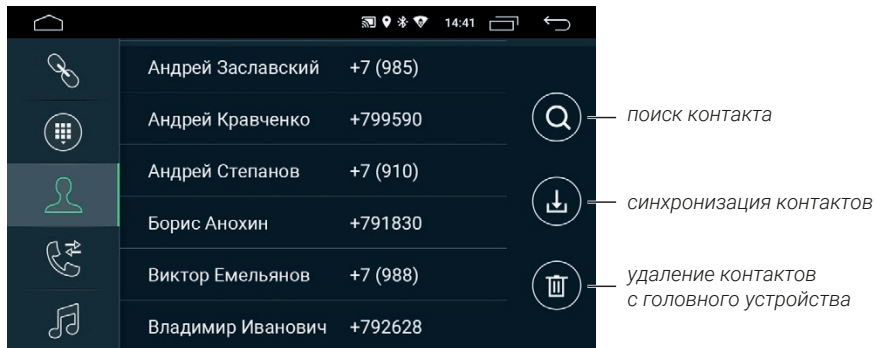 14:41
Андрей Заславский +7 (985)
Андрей Кравченко +799590
Андрей Степанов +7 (910)
Борис Анохин +791830
Виктор Емельянов +7 (988)
Владимир Иванович +792628
поиск контакта
синхронизация контактов
удаление контактов
с головного устройства